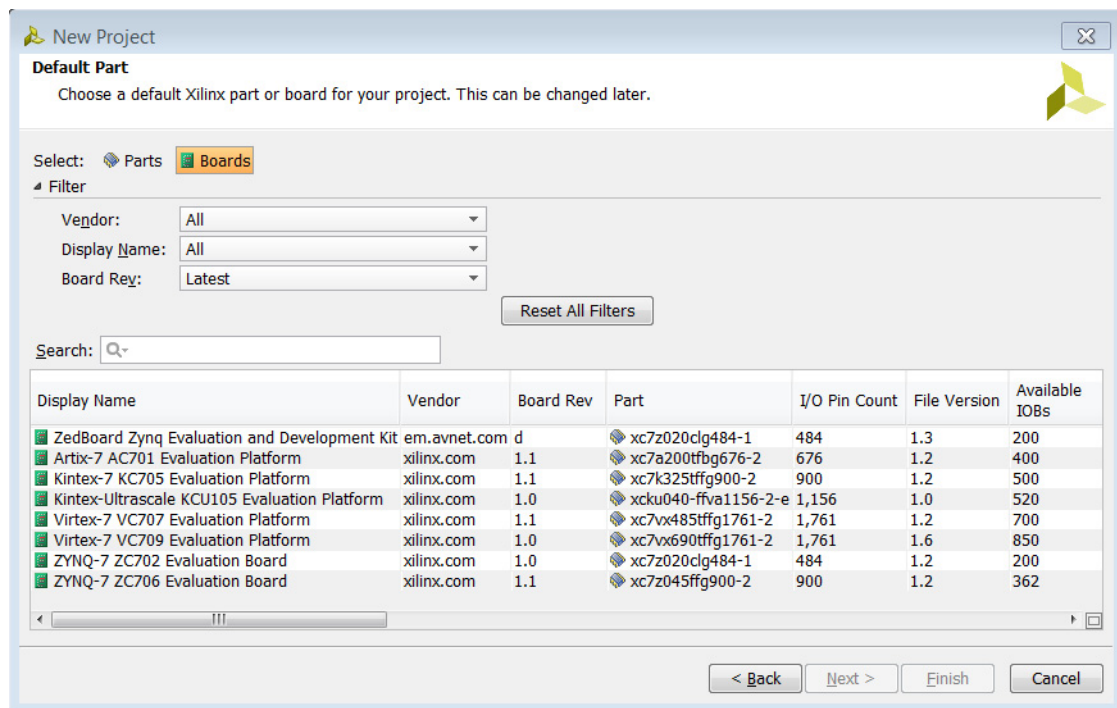 New Project
Default Part
Choose a default Xilinx part or board for your project. This can be changed later.
Select: Parts Boards
Filter
Vendor: All
Display Name: All
Board Rev: Latest
Reset All Filters
Search:
Display Name Vendor Board Rev Part I/O Pin Count File Version Available IOBs
ZedBoard Zynq Evaluation and Development Kit em.avnet.com d xc7z020clg484-1 484 1.3 200
Artix-7 AC701 Evaluation Platform xilinx.com 1.1 xc7a200tfbg676-2 676 1.2 400
Kintex-7 KC705 Evaluation Platform xilinx.com 1.1 xc7k325tffg900-2 900 1.2 500
Kintex-Ultrascale KCU105 Evaluation Platform xilinx.com 1.0 xcku040-ffva1156-2-e 1,156 1.0 520
Virtex-7 VC707 Evaluation Platform xilinx.com 1.1 xc7vx485tffg1761-2 1,761 1.2 700
Virtex-7 VC709 Evaluation Platform xilinx.com 1.0 xc7vx690tffg1761-2 1,761 1.6 850
ZYNQ-7 ZC702 Evaluation Board xilinx.com 1.0 xc7z020clg484-1 484 1.2 200
ZYNQ-7 ZC706 Evaluation Board xilinx.com 1.1 xc7z045ffg900-2 900 1.2 362
< Back Next > Finish Cancel